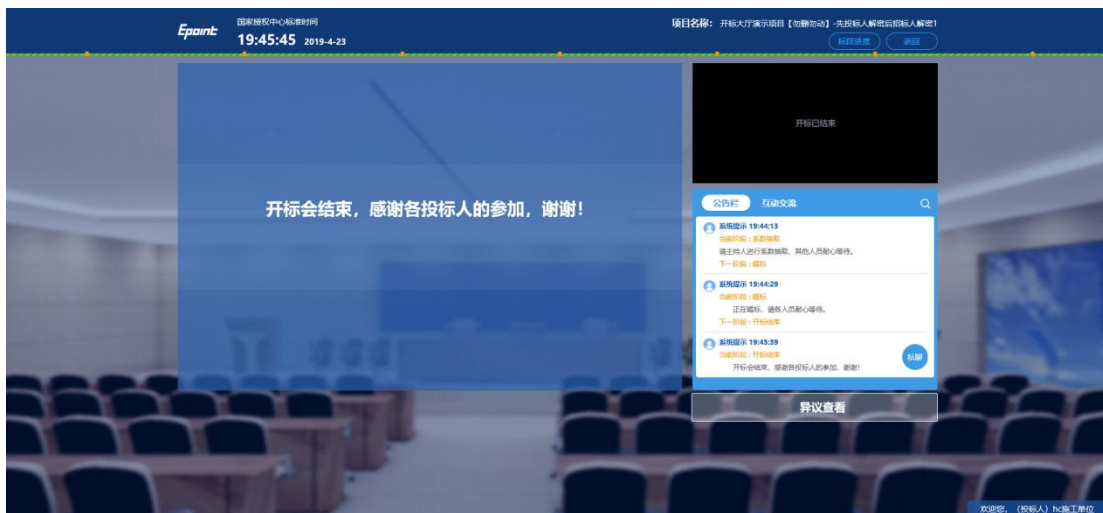 Epoint
国家授权中心标准时间
19:45:45 2019-4-23
项目名称： 开标大厅演示项目【勿删勿动】-先投标人解密后招标人解密1
标段进度 返回
开标会结束，感谢各投标人的参加，谢谢！
开标已结束
公告栏 互动交流
系统提示 19:44:13
当前阶段：系数抽取
请主持人进行系数抽取，其他人员耐心等待。
下一阶段：唱标
系统提示 19:44:29
当前阶段：唱标
正在唱标，请各人员耐心等待。
下一阶段：开标结束
系统提示 19:45:39
当前阶段：开标结束
开标会结束，感谢各投标人的参加，谢谢!
私聊
异议查看
欢迎您，（投标人）hc施工单位